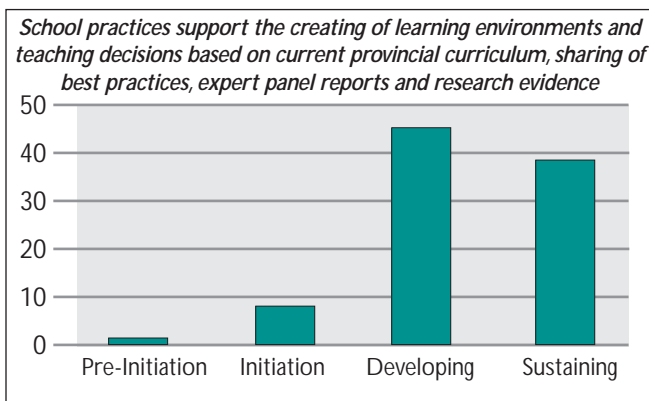 School practices support the creating of learning environments and
teaching decisions based on current provincial curriculum, sharing of
best practices, expert panel reports and research evidence
50
40
30
20
10
0
Pre-Initiation Initiation Developing Sustaining